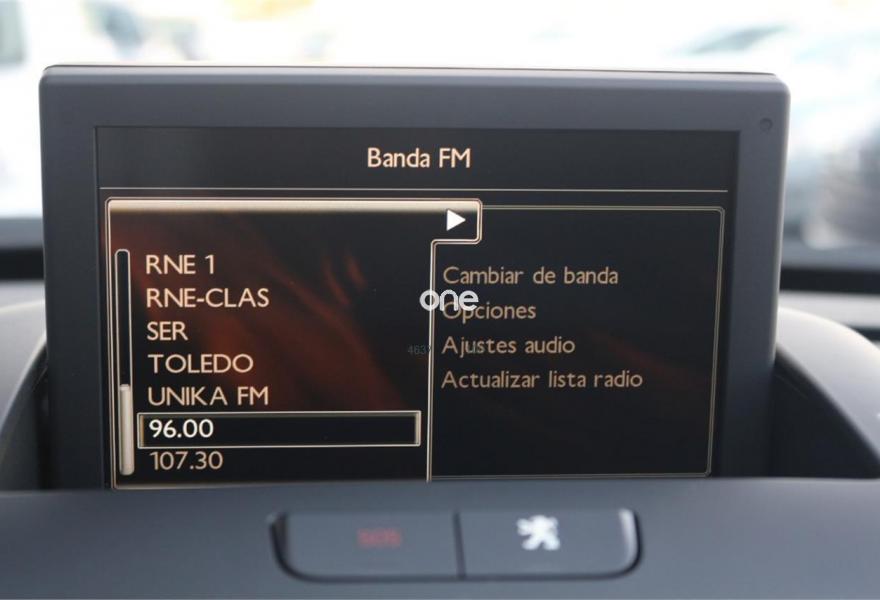 Banda FM
RNE 1
RNE-CLAS
SER
TOLEDO
UNIKA FM
96.00
107.30
Cambiar de banda
Opciones
Ajustes audio
Actualizar lista radio
one
SOS